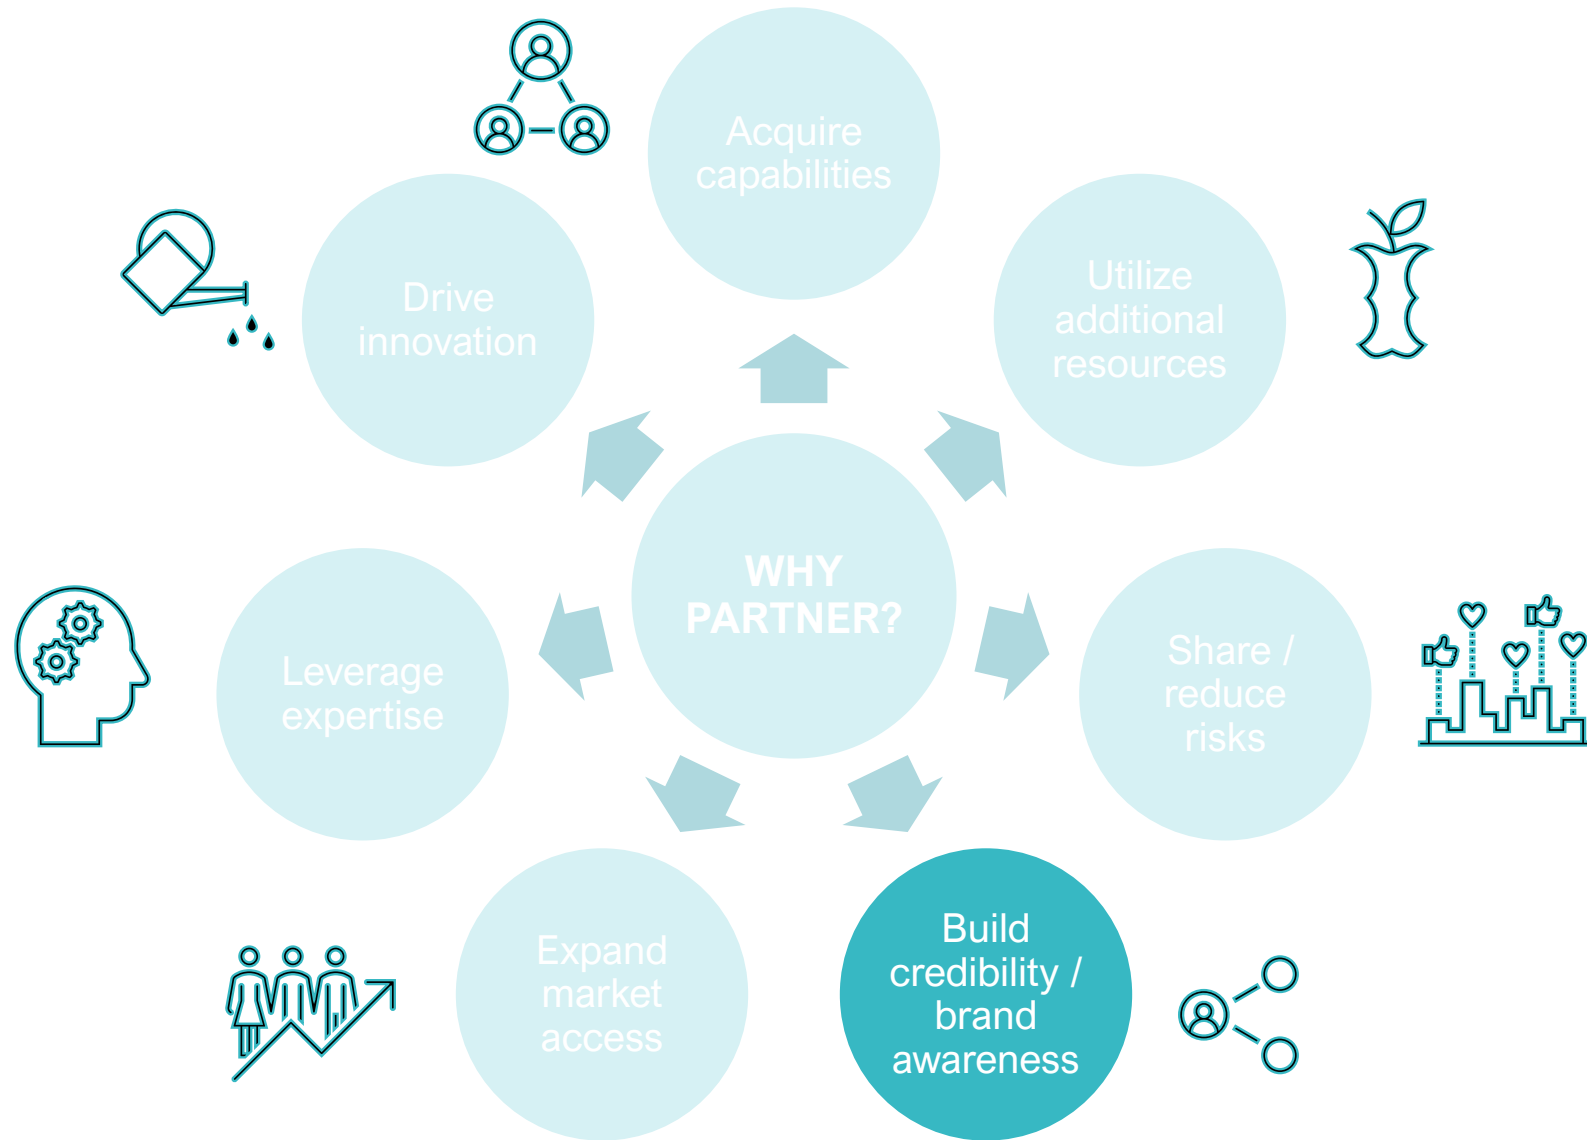 Acquire
capabilities
Utilize
additional
resources
Share /
reduce
risks
Build
credibility /
brand
awareness
Expand
market
access
Leverage
expertise
Drive
innovation
WHY
PARTNER?